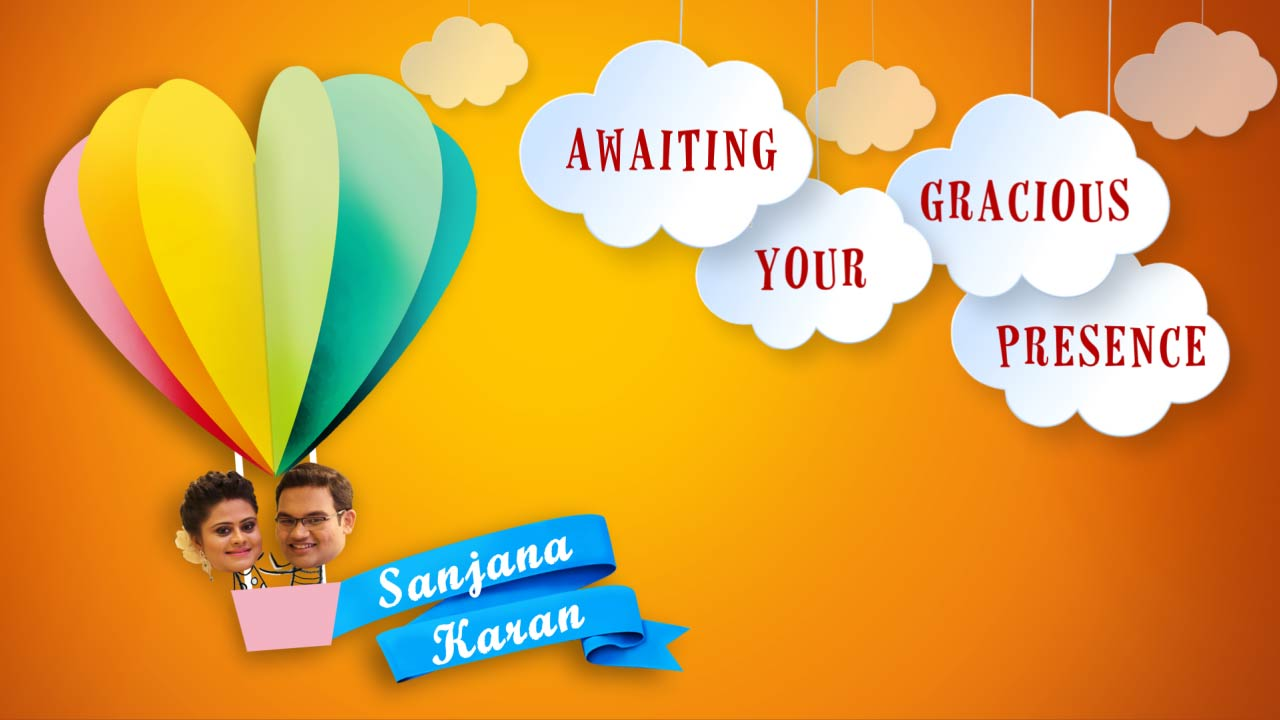 AWAITING
YOUR
GRACIOUS
PRESENCE
Sanjana
Karan